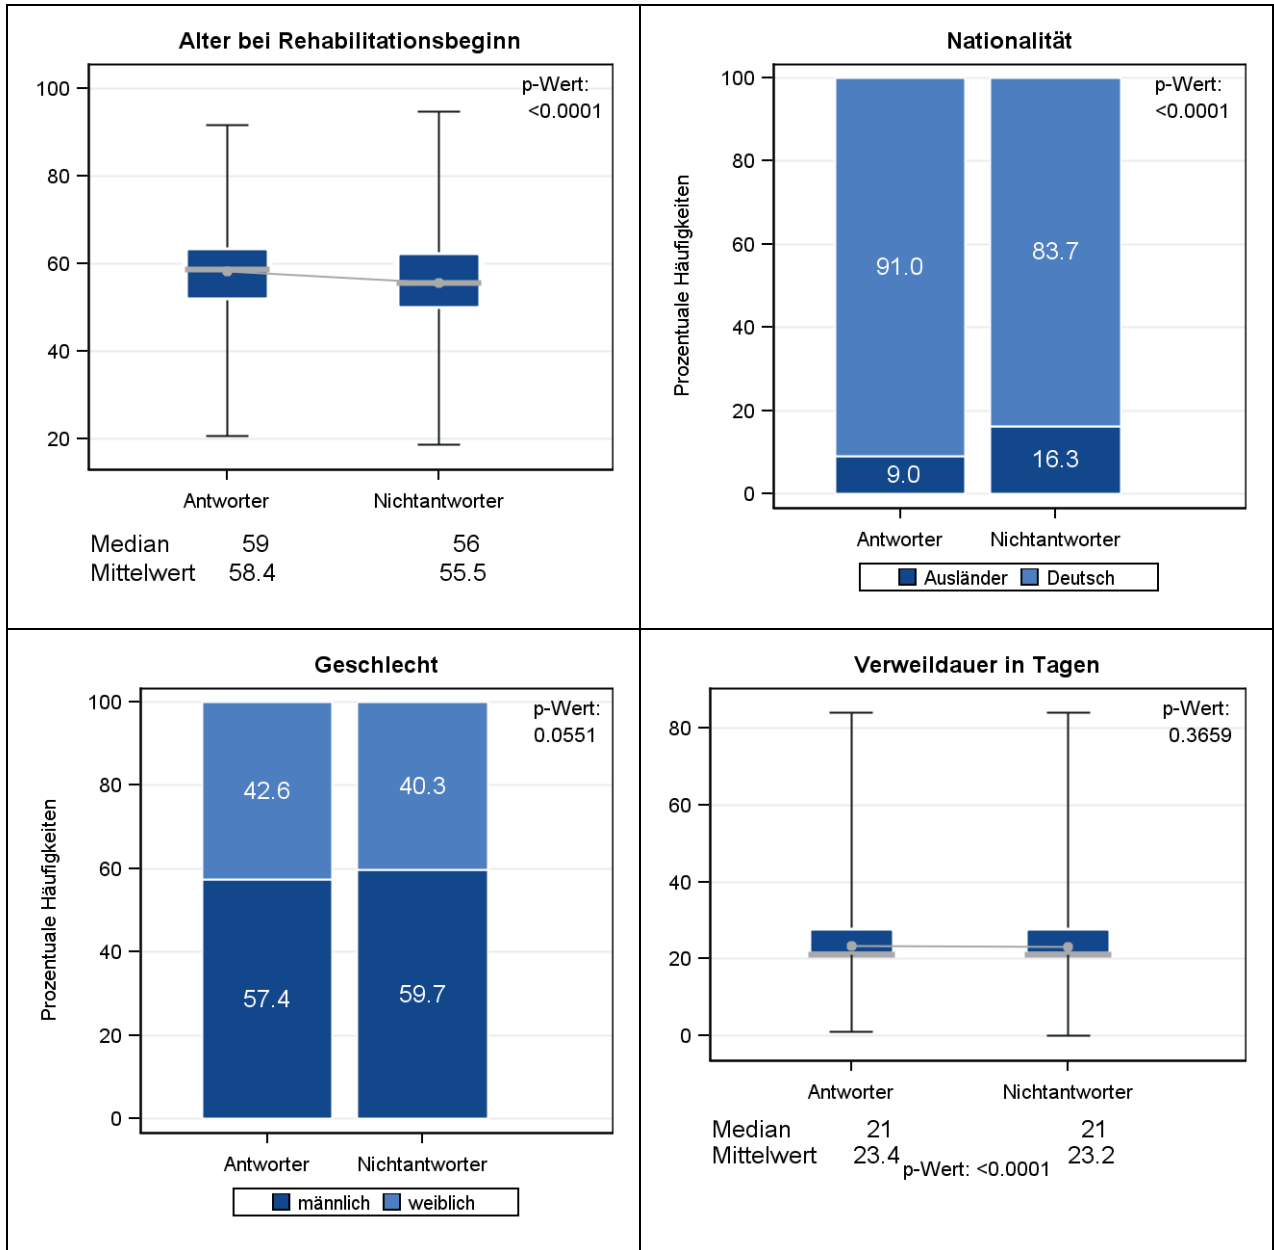 Alter bei Rehabilitationsbeginn
p-Wert:
<0.0001
100
80
60
40
20
Antworter Nichtantworter
Median 59 56
Mittelwert 58.4 55.5
Nationalität
p-Wert:
<0.0001
Prozentuale Häufigkeiten
100
80
60
40
20
0
91.0 83.7
9.0 16.3
Antworter Nichtantworter
Ausländer Deutsch
Geschlecht
p-Wert:
0.0551
Prozentuale Häufigkeiten
100
80
60
40
20
0
42.6 40.3
57.4 59.7
Antworter Nichtantworter
männlich weiblich
Verweildauer in Tagen
p-Wert:
0.3659
80
60
40
20
0
Antworter Nichtantworter
Median 21 21
Mittelwert 23.4 23.2
p-Wert: <0.0001